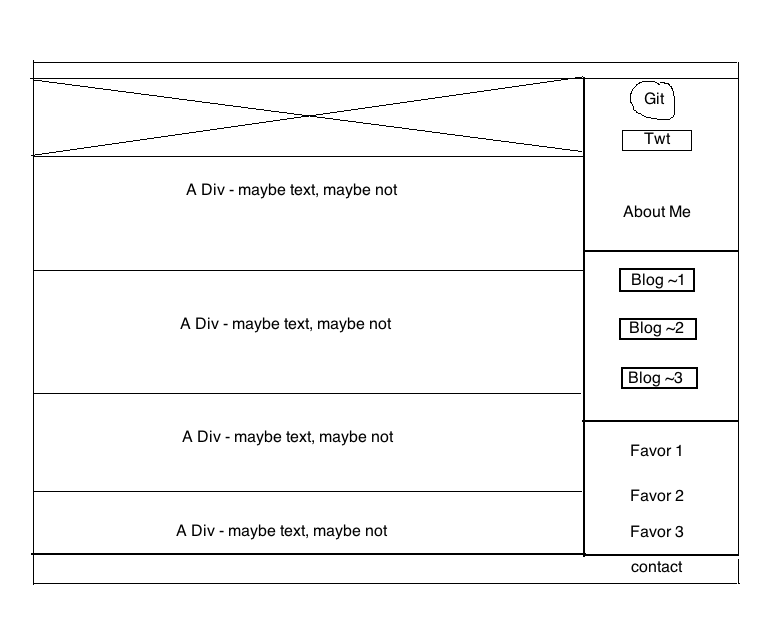 A Div - maybe text, maybe not
A Div - maybe text, maybe not
A Div - maybe text, maybe not
A Div - maybe text, maybe not
Git
Twt
About Me
Blog ~1
Blog ~2
Blog ~3
Favor 1
Favor 2
Favor 3
contact